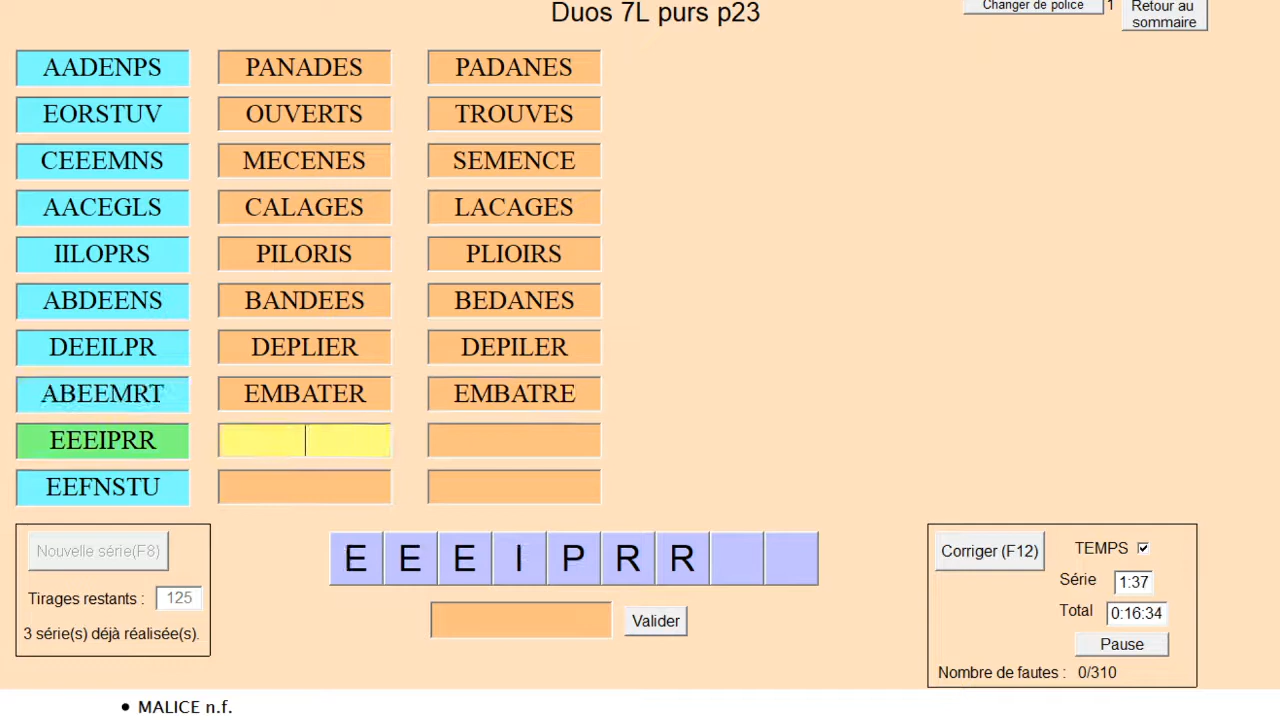 Duos 7L purs p23
Changer de police 1 Retour au sommaire
AADENPS PANADES PADANES
EORSTUV OUVERTS TROUVES
CEEEMNS MECENES SEMENCE
AACEGLS CALAGES LACAGES
IILOPRS PILORIS PLIOIRS
ABDEENS BANDEES BEDANES
DEEILPR DEPLIER DEPILER
ABEEMRT EMBATER EMBATRE
EEEIPRR
EEFNSTU
Nouvelle série(F8)
Tirages restants : 125
3 série(s) déjà réalisée(s).
E E E I P R R
Valider
Corriger (F12) TEMPS
Série 1:37
Total 0:16:34
Pause
Nombre de fautes : 0/310
• MALICE n.f.